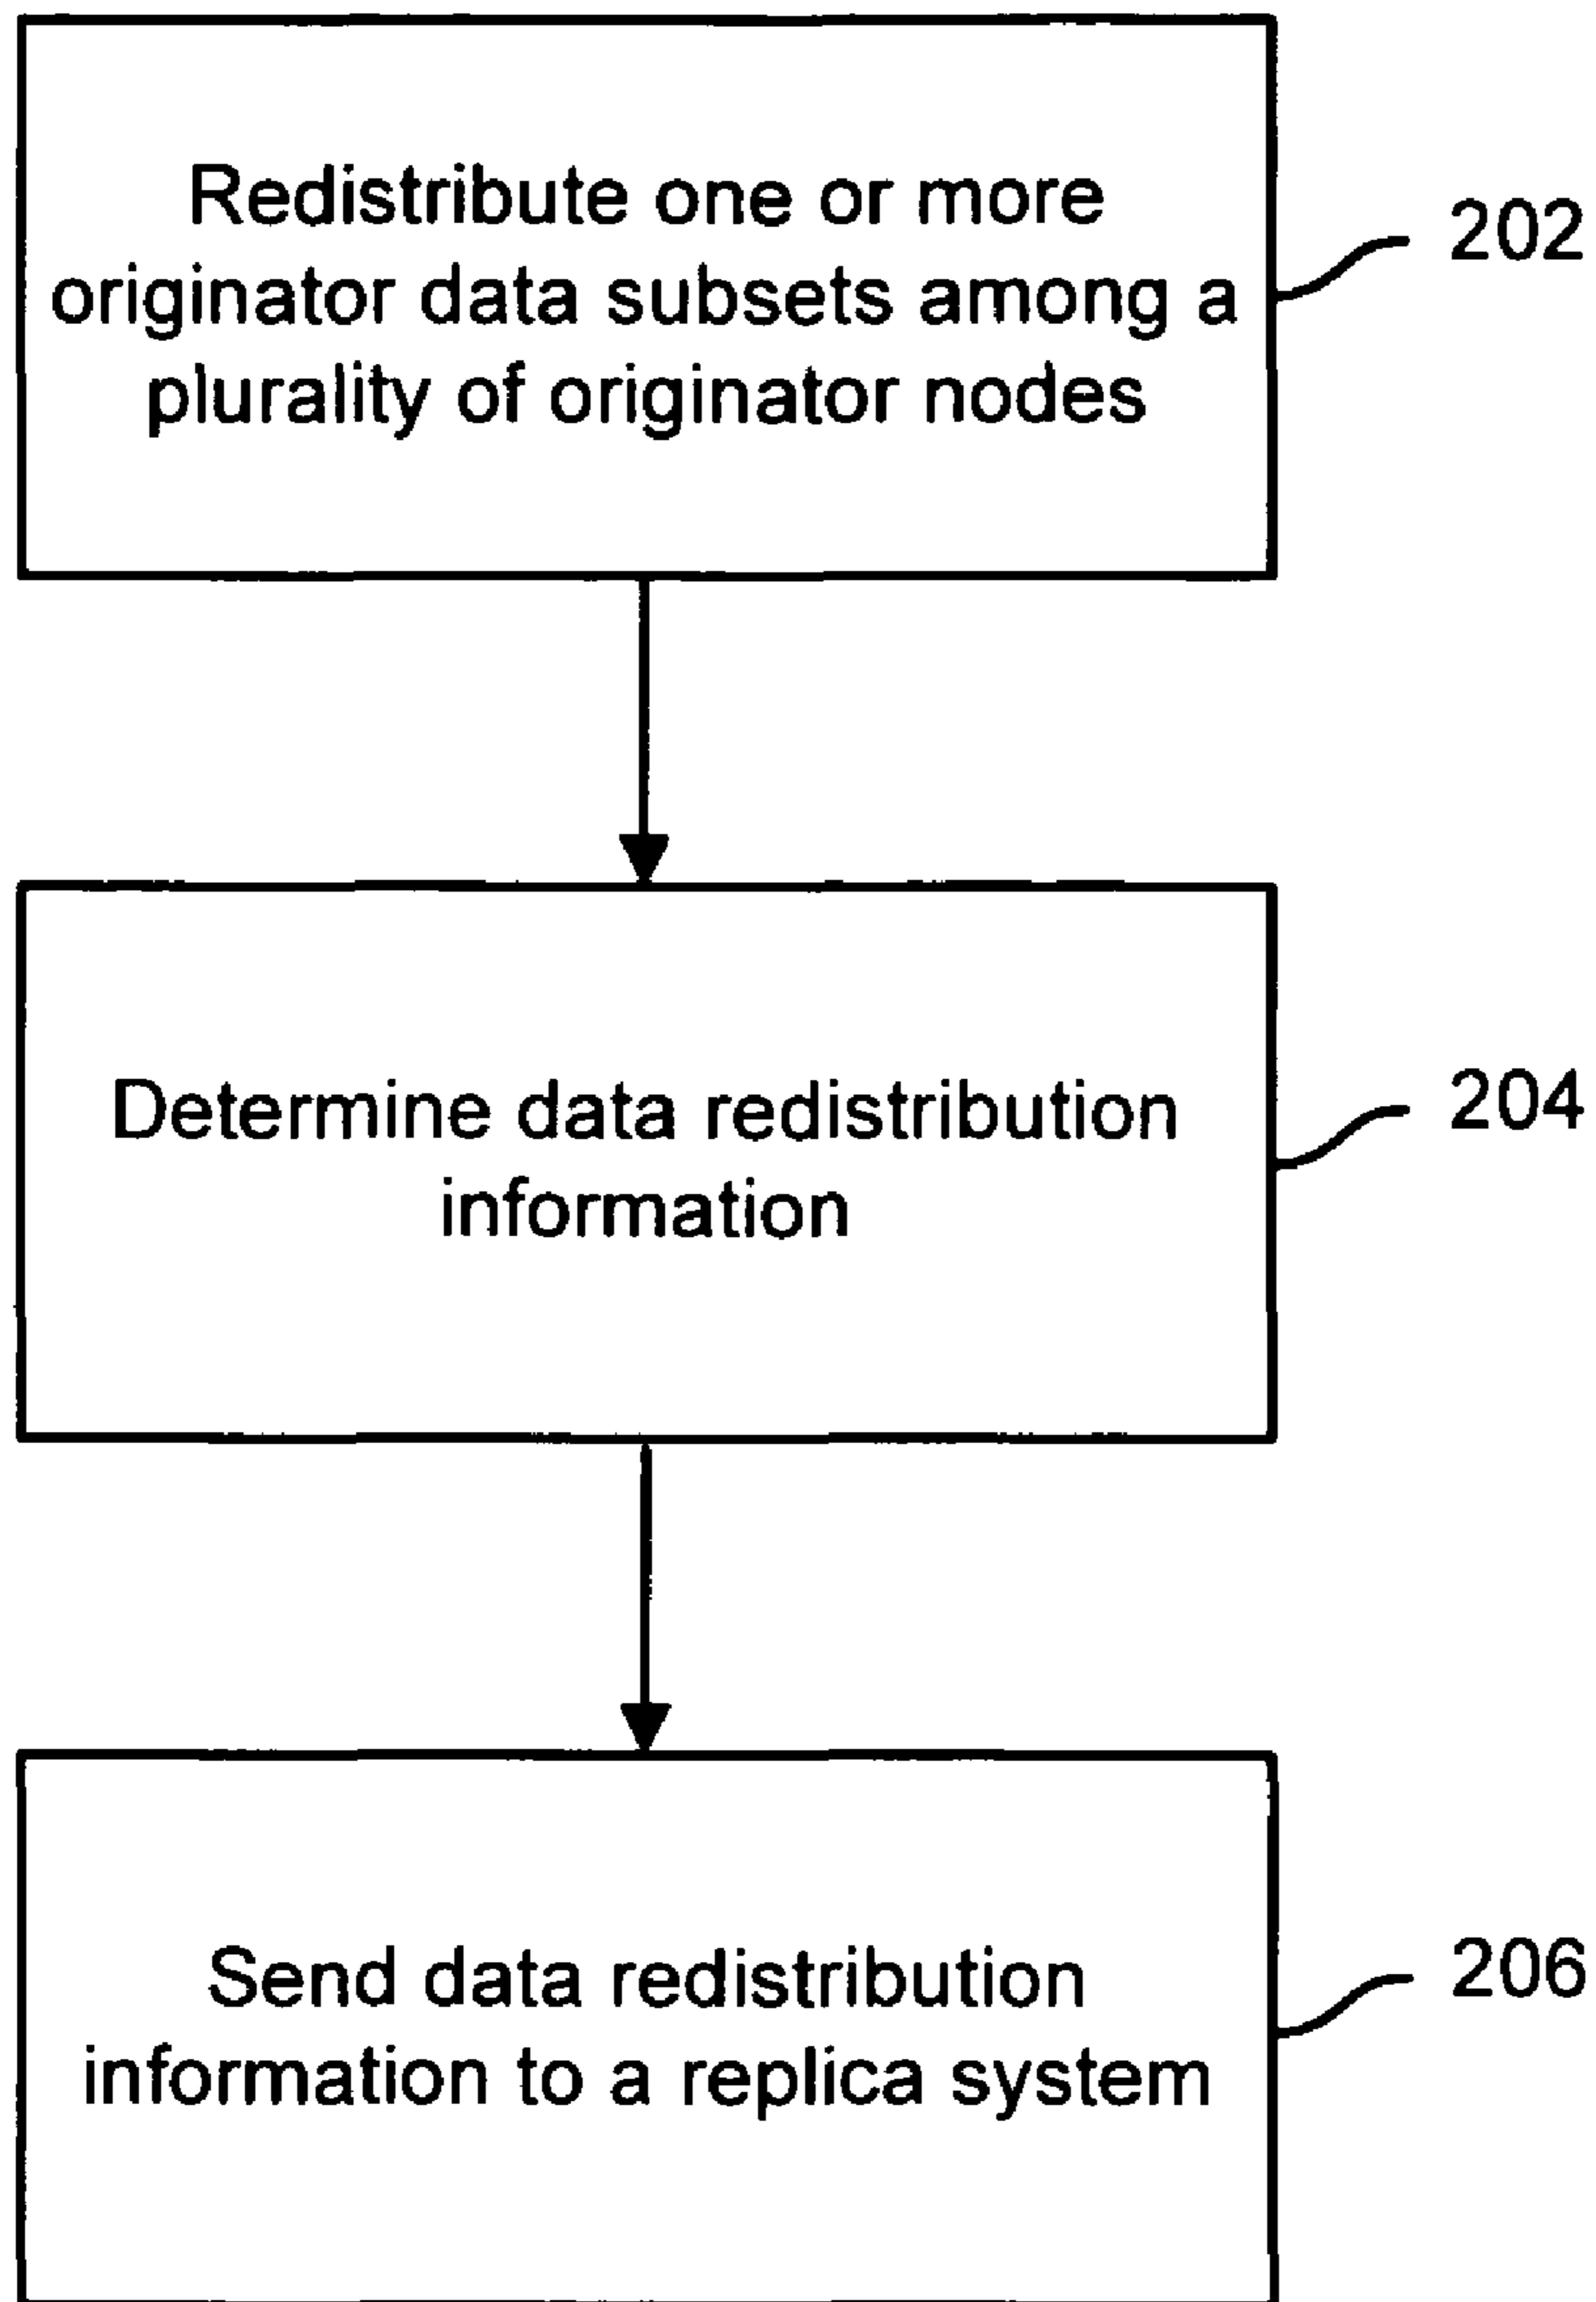 Redistribute one or more
originator data subsets among a
plurality of originator nodes
202
Determine data redistribution
information
204
Send data redistribution
information to a replica system
206